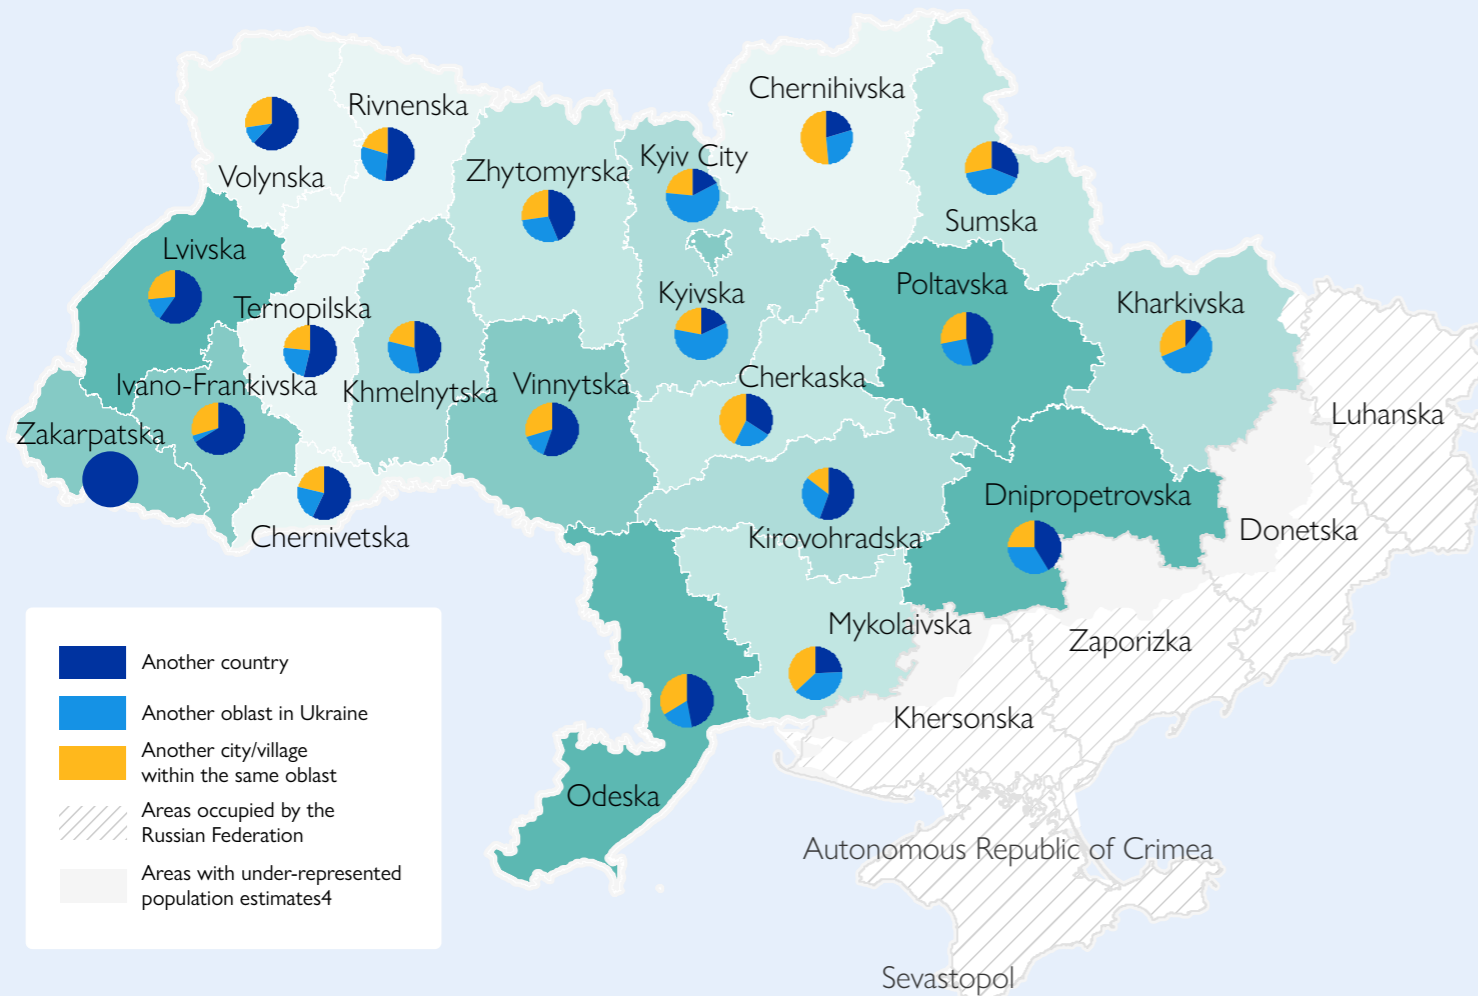 Chernihivska
Rivnenska
Kyiv City
Zhytomyrska
Volynska
Sumska
Lvivska
Poltavska
Kyivska
Kharkivska
Ternopilska
Cherkaska
Vinnytska
Ivano-Frankivska
Khmelnytska
Luhanska
Zakarpatska
Dnipropetrovska
Donetska
Chernivetska
Kirovohradska
Mykolaivska
Zaporizka
Khersonska
Odeska
Autonomous Republic of Crimea
Sevastopol
Another country
Another oblast in Ukraine
Another city/village
within the same oblast
Areas occupied by the
Russian Federation
Areas with under-represented
population estimates4